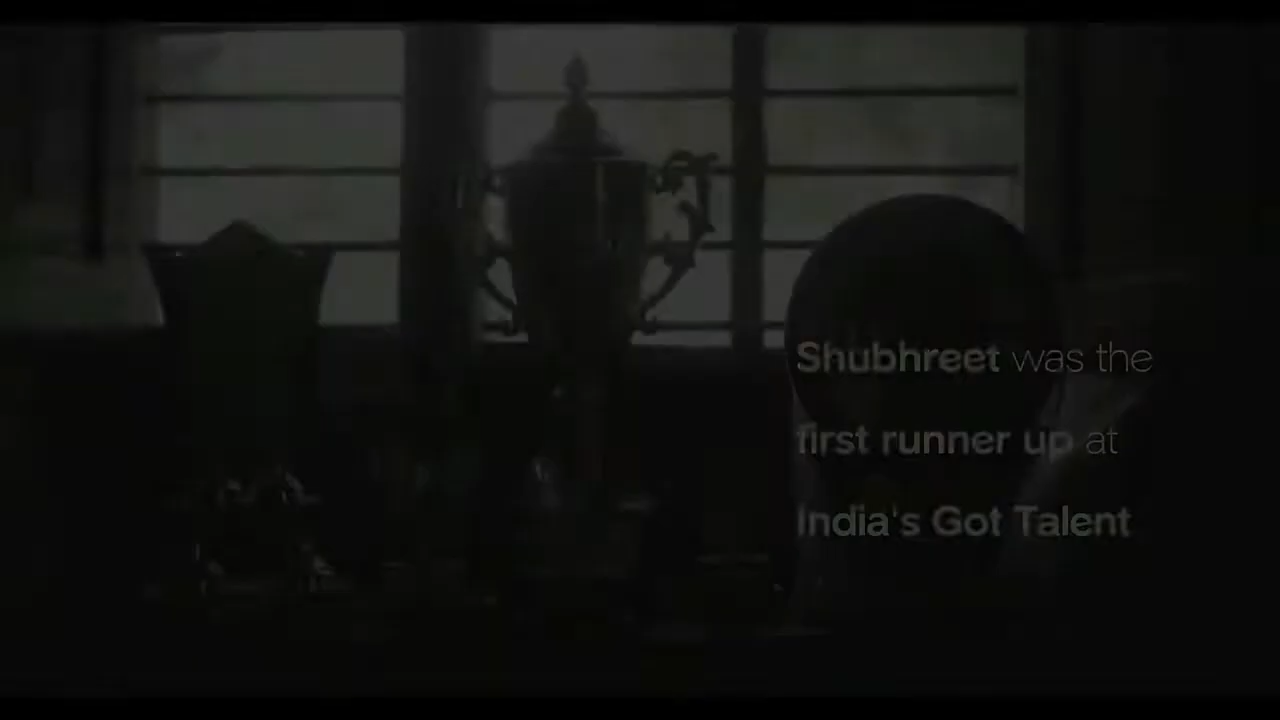 Shubhreet was the
first runner up at
India's Got Talent